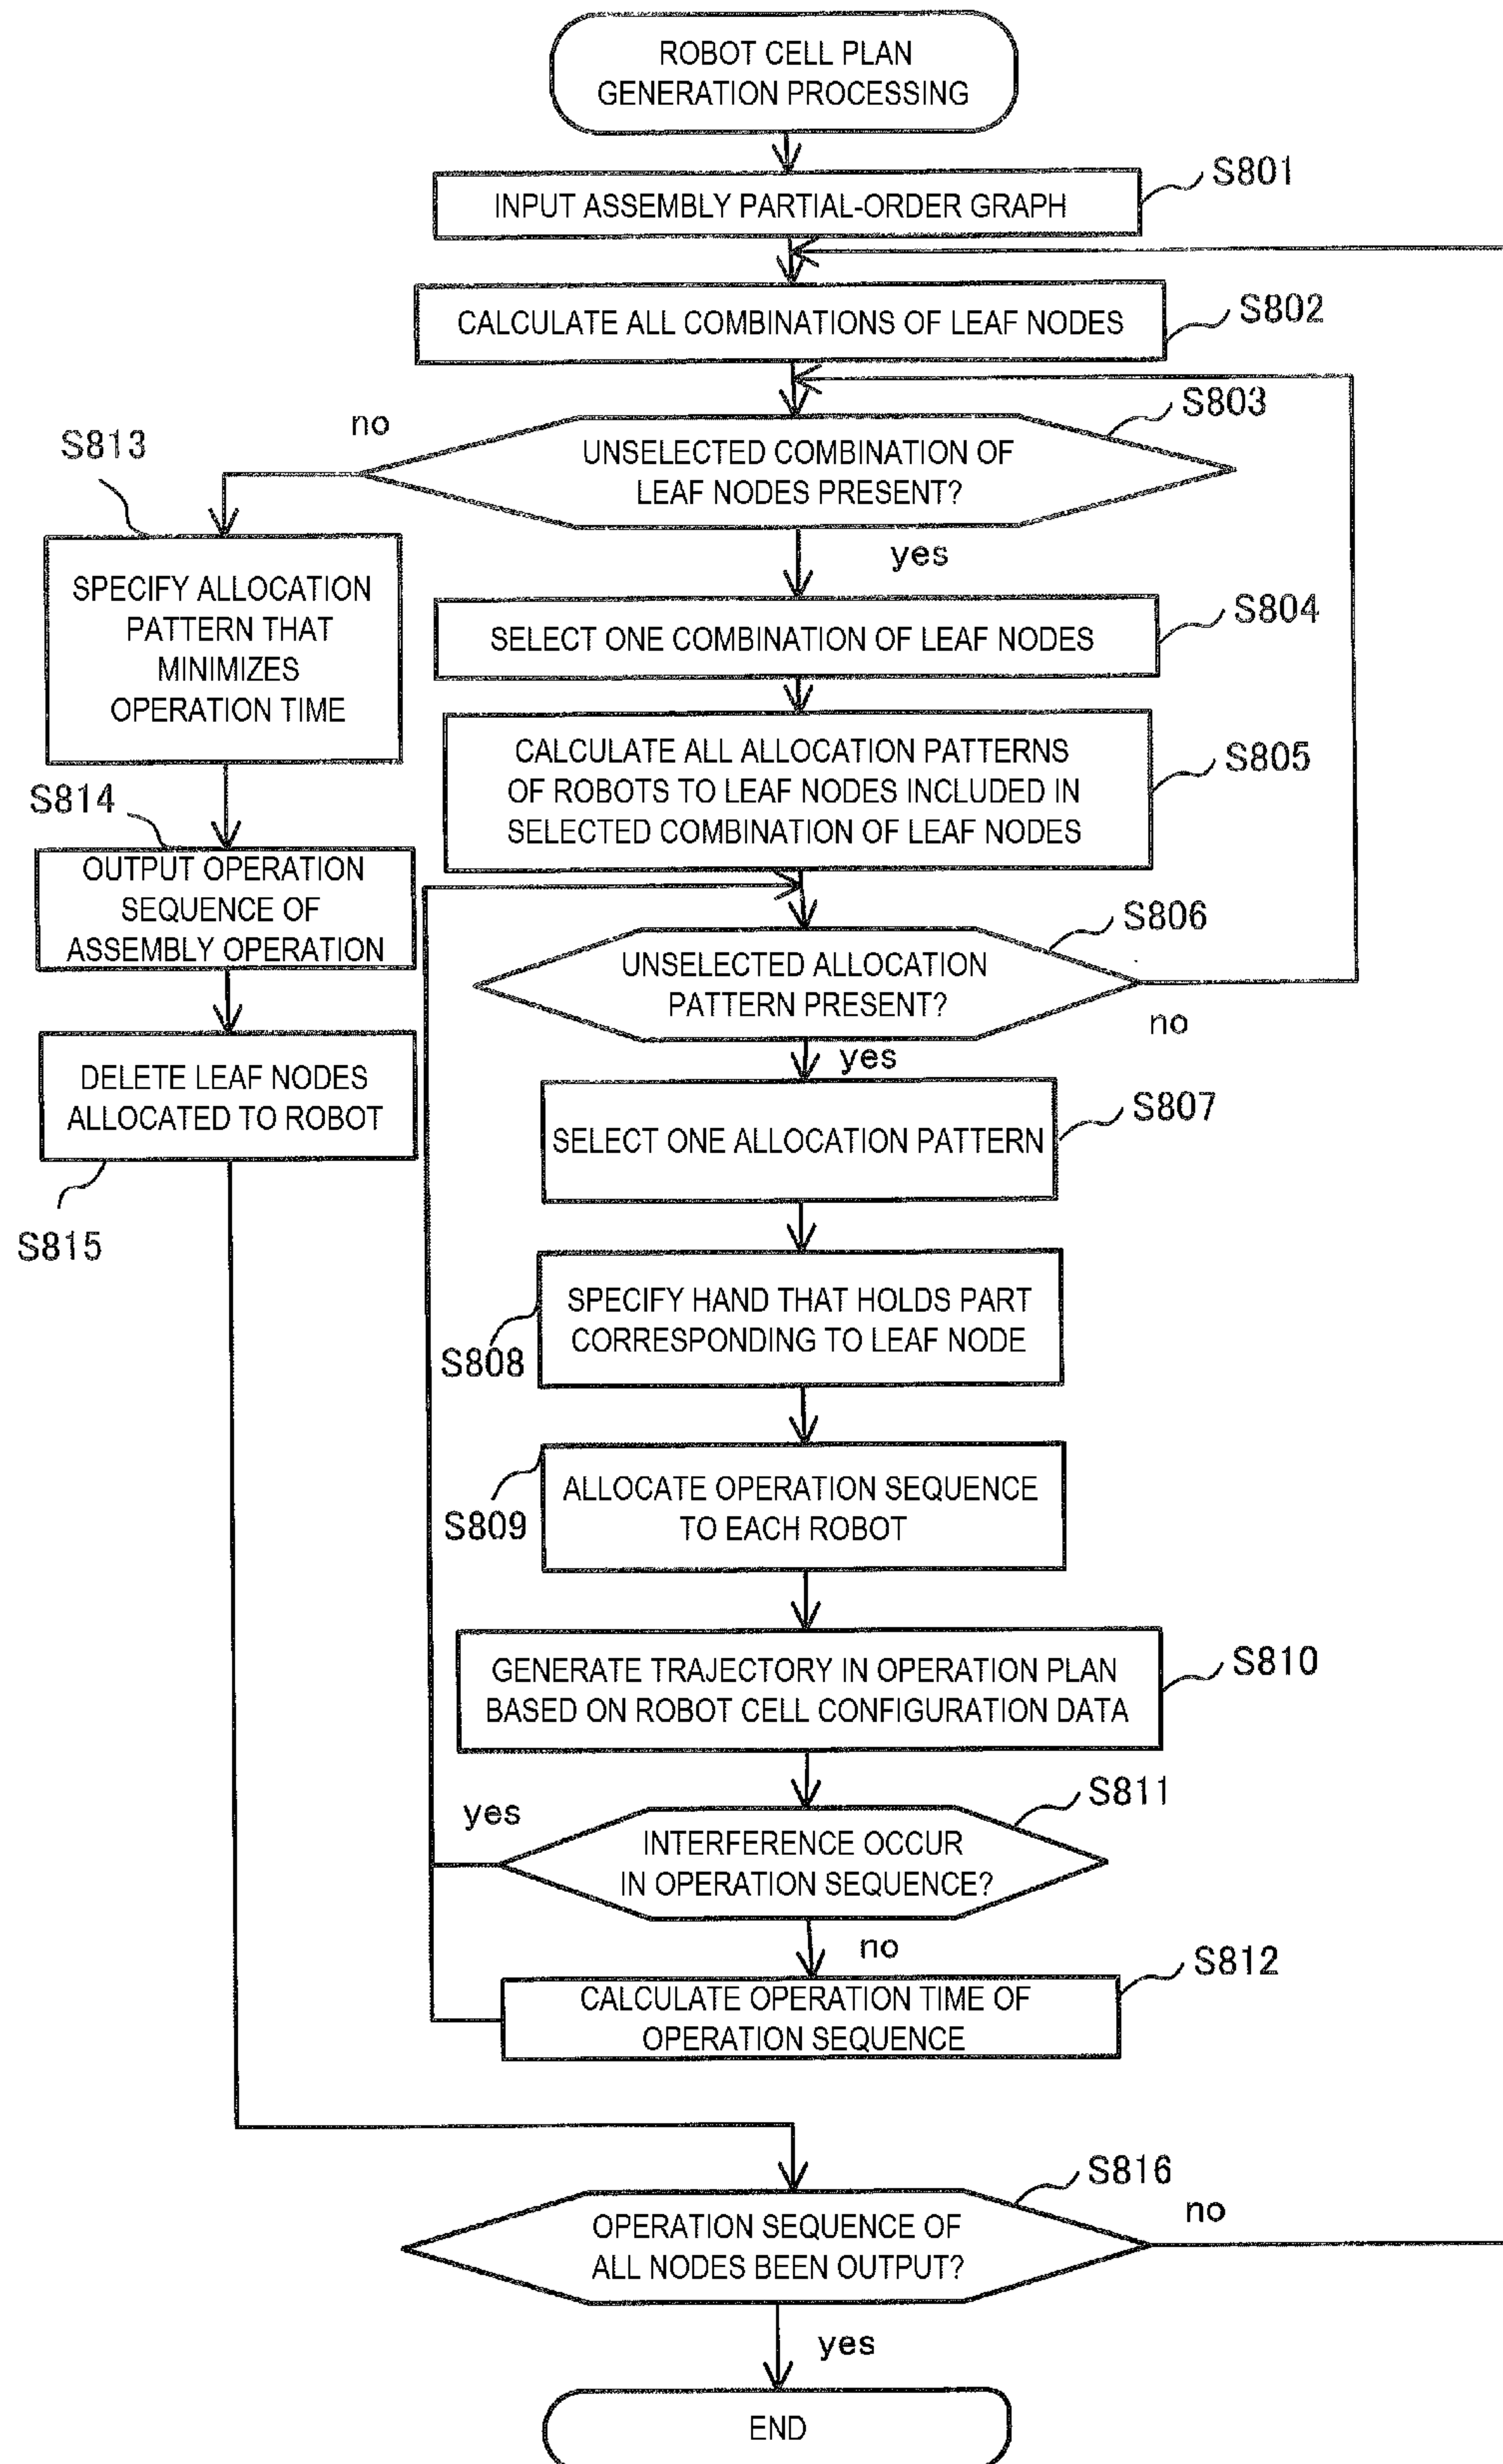 ROBOT CELL PLAN
GENERATION PROCESSING
S801
INPUT ASSEMBLY PARTIAL-ORDER GRAPH
S802
CALCULATE ALL COMBINATIONS OF LEAF NODES
S803
no
UNSELECTED COMBINATION OF
LEAF NODES PRESENT?
yes
S813
SPECIFY ALLOCATION
PATTERN THAT
MINIMIZES
OPERATION TIME
S804
SELECT ONE COMBINATION OF LEAF NODES
S805
CALCULATE ALL ALLOCATION PATTERNS
OF ROBOTS TO LEAF NODES INCLUDED IN
SELECTED COMBINATION OF LEAF NODES
S814
OUTPUT OPERATION
SEQUENCE OF
ASSEMBLY OPERATION
S806
UNSELECTED ALLOCATION
PATTERN PRESENT?
no
yes
DELETE LEAF NODES
ALLOCATED TO ROBOT
S815
S807
SELECT ONE ALLOCATION PATTERN
SPECIFY HAND THAT HOLDS PART
CORRESPONDING TO LEAF NODE
S808
ALLOCATE OPERATION SEQUENCE
TO EACH ROBOT
S809
S810
GENERATE TRAJECTORY IN OPERATION PLAN
BASED ON ROBOT CELL CONFIGURATION DATA
S811
yes
INTERFERENCE OCCUR
IN OPERATION SEQUENCE?
no
S812
CALCULATE OPERATION TIME OF
OPERATION SEQUENCE
S816
no
OPERATION SEQUENCE OF
ALL NODES BEEN OUTPUT?
yes
END